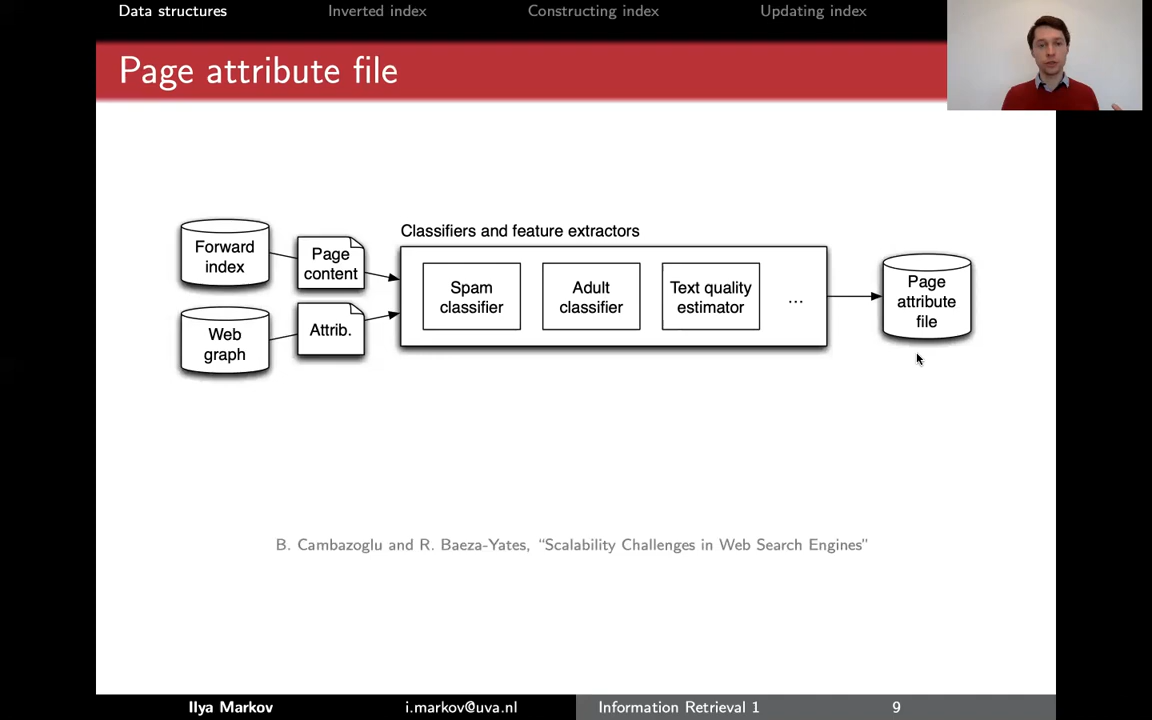 Data structures Inverted index Constructing index Updating index
Page attribute file
Classifiers and feature extractors
Forward
index
Page
content
Web
graph
Attrib.
Spam
classifier
Adult
classifier
Text quality
estimator
...
Page
attribute
file
B. Cambazoglu and R. Baeza-Yates, “Scalability Challenges in Web Search Engines”
Ilya Markov i.markov@uva.nl Information Retrieval 1 9